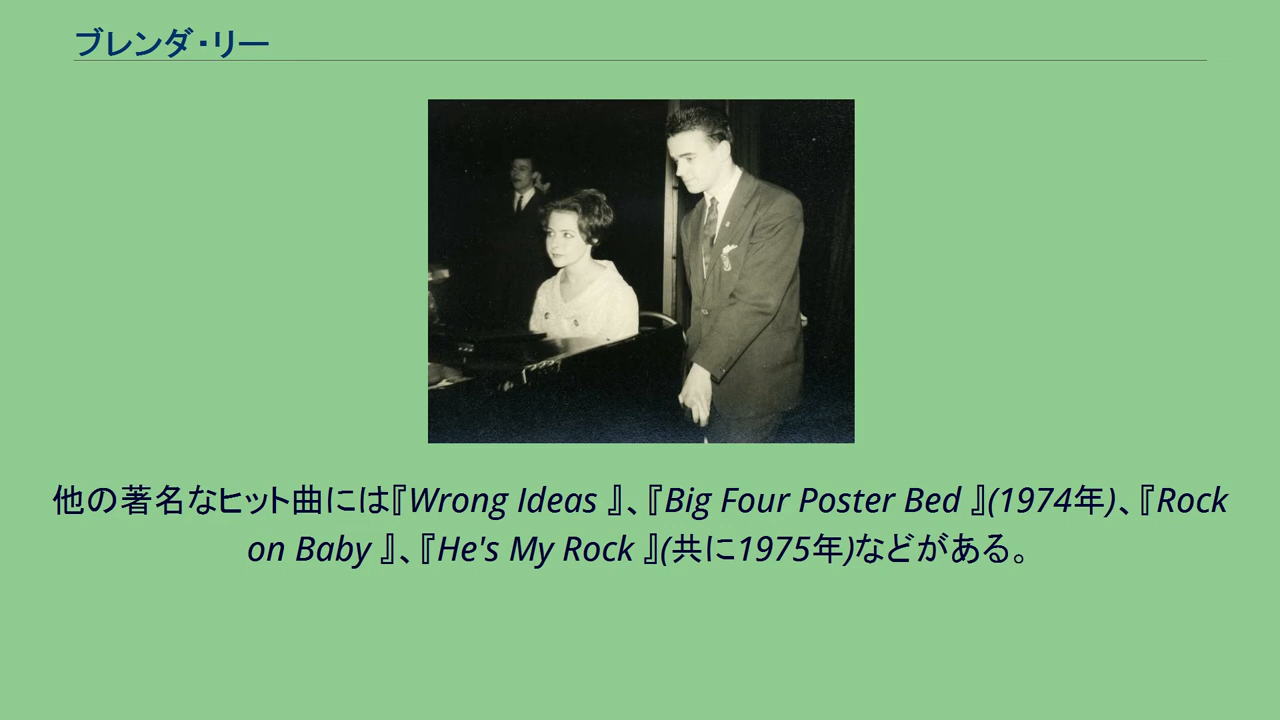 ブレンダ・リー
他の著名なヒット曲には『Wrong Ideas 』、『Big Four Poster Bed 』(1974年)、『Rock
on Baby 』、『He's My Rock 』(共に1975年)などがある。